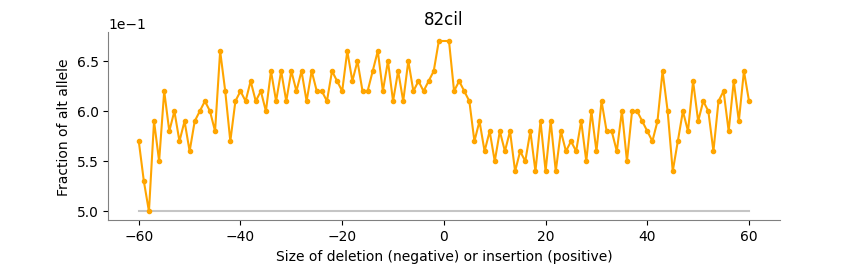 82cil
1e−1
Fraction of alt allele
6.5
6.0
5.5
5.0
−60 −40 −20 0 20 40 60
Size of deletion (negative) or insertion (positive)